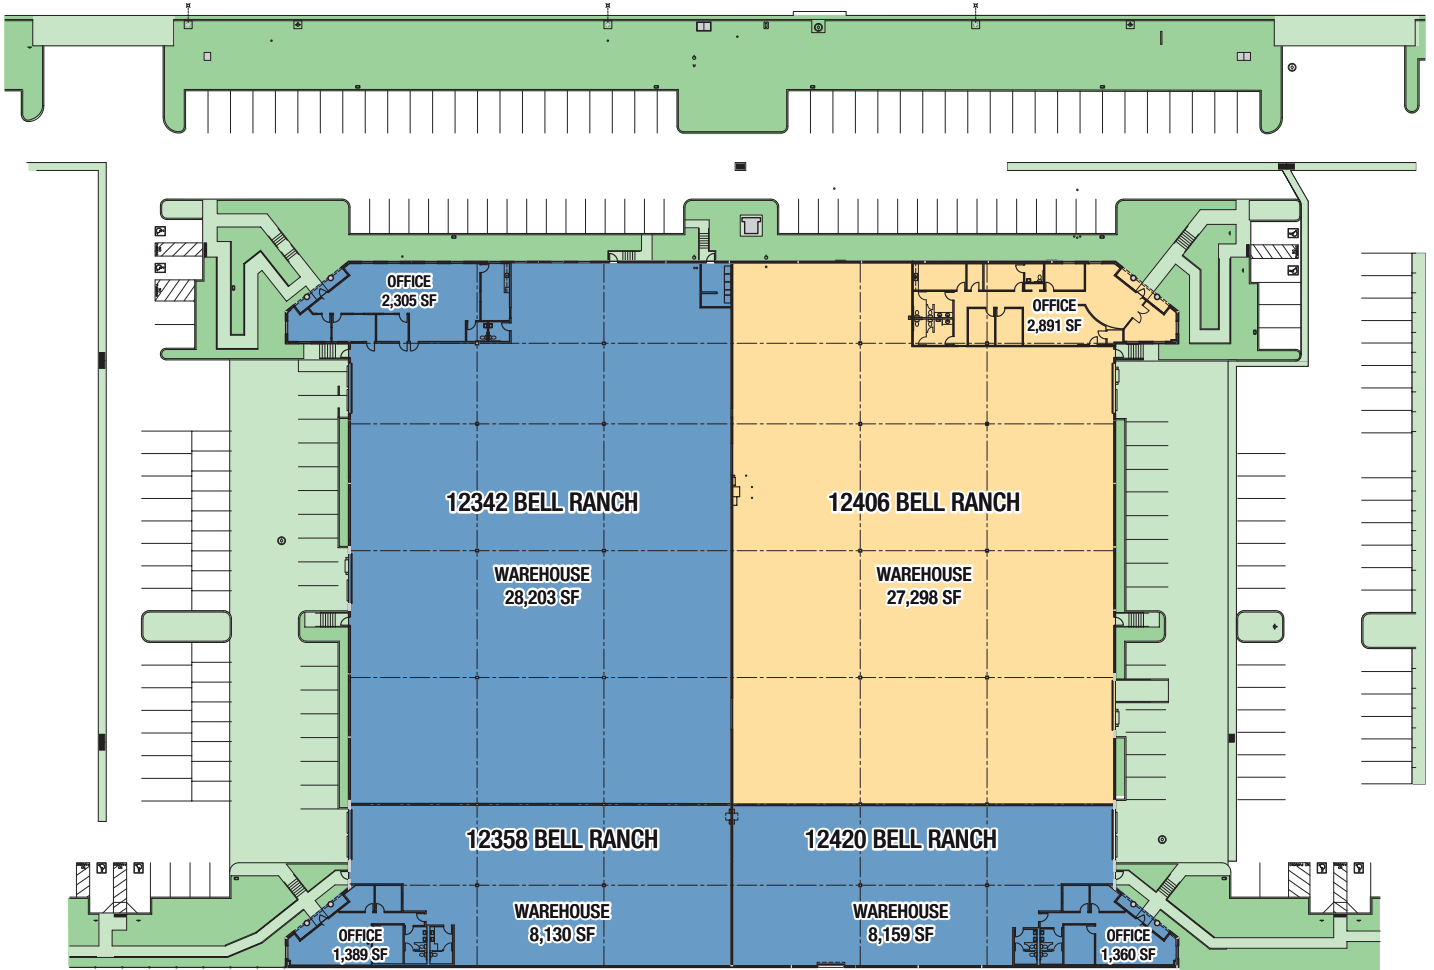 OFFICE
2,305 SF
OFFICE
2,891 SF
12342 BELL RANCH
12406 BELL RANCH
WAREHOUSE
28,203 SF
WAREHOUSE
27,298 SF
12358 BELL RANCH
12420 BELL RANCH
WAREHOUSE
8,130 SF
WAREHOUSE
8,159 SF
OFFICE
1,389 SF
OFFICE
1,360 SF